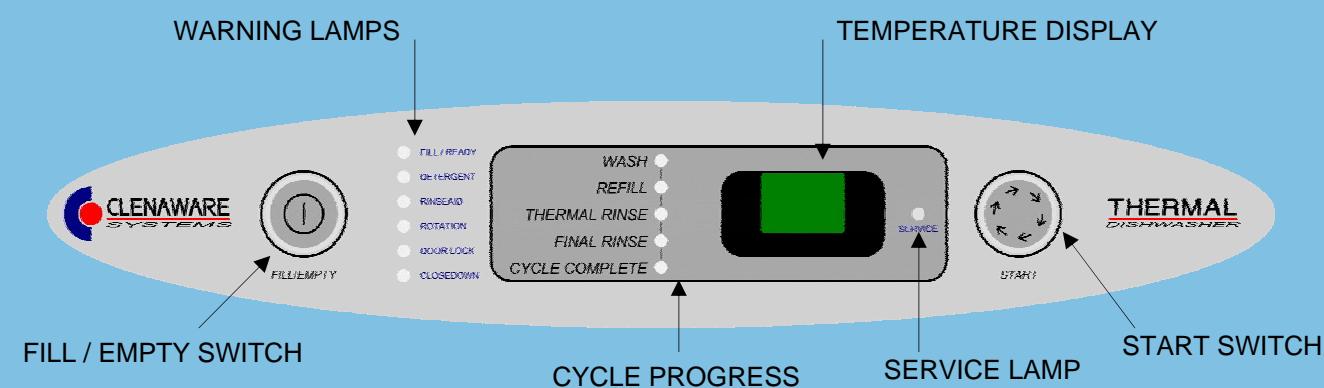 WARNING LAMPS
TEMPERATURE DISPLAY
CLENAWARE
SYSTEMS
FILL/EMPTY
FILL / READY
DETERGENT
RINSEAID
ROTATION
DOOR LOCK
CLOSEDOWN
WASH
REFILL
THERMAL RINSE
FINAL RINSE
CYCLE COMPLETE
SERVICE
START
THERMAL
DISHWASHER
FILL / EMPTY SWITCH
CYCLE PROGRESS
SERVICE LAMP
START SWITCH